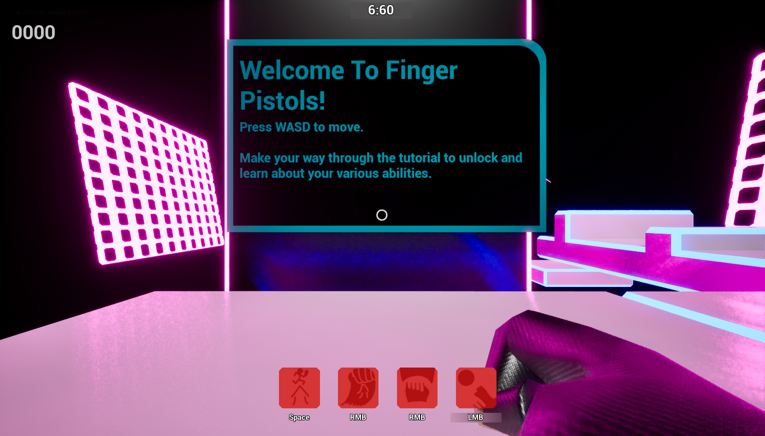 6:60
0000
Welcome To Finger
Pistols!
Press WASD to move.
Make your way through the tutorial to unlock and
learn about your various abilities.
Space
RMB
RMB
LMB